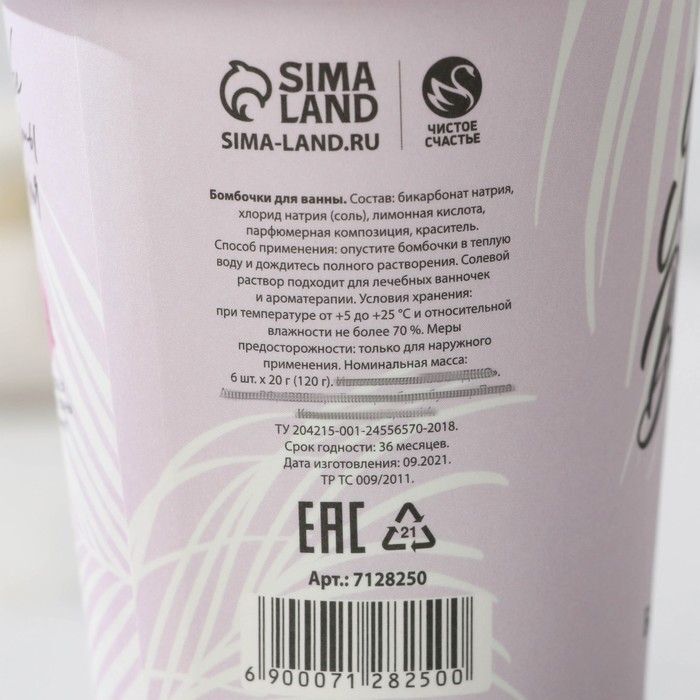 SIMA
LAND
SIMA-LAND.RU
ЧИСТОЕ
СЧАСТЬЕ
Бомбочки для ванны. Состав: бикарбонат натрия,
хлорид натрия (соль), лимонная кислота,
парфюмерная композиция, краситель.
Способ применения: опустите бомбочки в теплую
воду и дождитесь полного растворения. Солевой
раствор подходит для лечебных ванночек
и ароматерапии. Условия хранения:
при температуре от +5 до +25 °C и относительной
влажности не более 70 %. Меры
предосторожности: только для наружного
применения. Номинальная масса:
6 шт. х 20 г (120 г).
ТУ 204215-001-24556570-2018.
Срок годности: 36 месяцев.
Дата изготовления: 09.2021.
ТР ТС 009/2011.
EAC
21
Арт.: 7128250
6 900071 282500